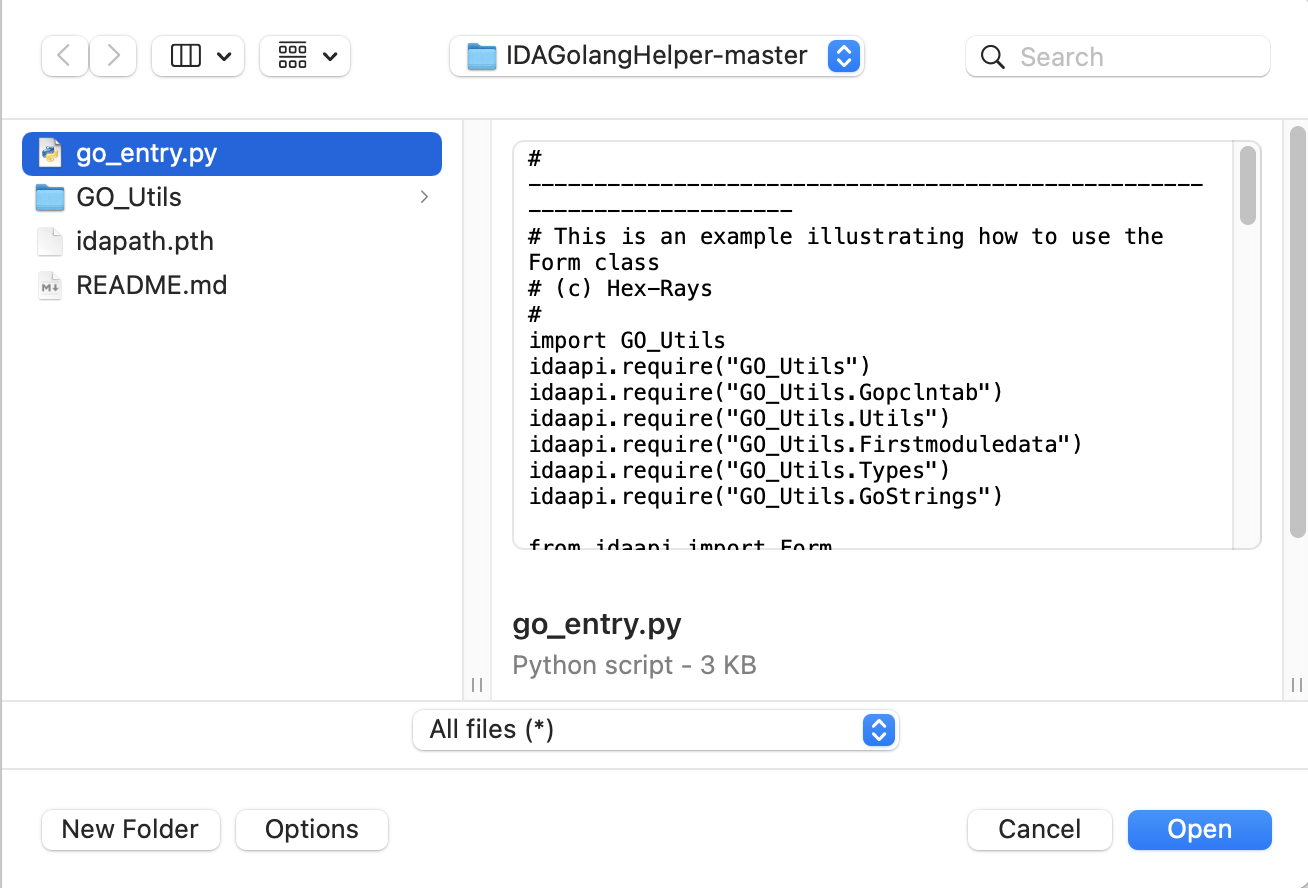 IDAGolangHelper-master
Search
go_entry.py
GO_Utils
idapath.pth
README.md
#
---------------------------------------------------
--------------------
# This is an example illustrating how to use the
Form class
# (c) Hex-Rays
#
import GO_Utils
idaapi.require("GO_Utils")
idaapi.require("GO_Utils.Gopclntab")
idaapi.require("GO_Utils.Utils")
idaapi.require("GO_Utils.Firstmoduledata")
idaapi.require("GO_Utils.Types")
idaapi.require("GO_Utils.GoStrings")
from idaapi import Form
go_entry.py
Python script - 3 KB
All files (*)
New Folder
Options
Cancel
Open